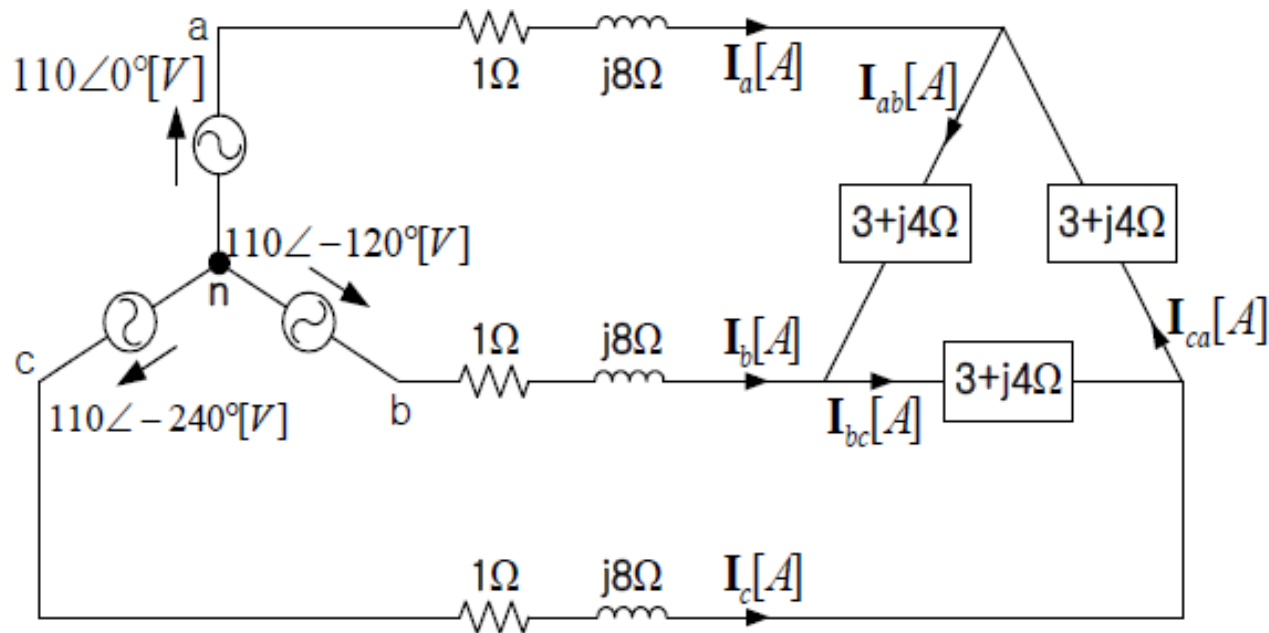 a
1Ω
j8Ω
I_a[A]
110∠0°[V]
I_ab[A]
3+j4Ω
3+j4Ω
110∠−120°[V]
n
I_ca[A]
c
1Ω
j8Ω
I_b[A]
3+j4Ω
110∠−240°[V]
b
I_bc[A]
1Ω
j8Ω
I_c[A]